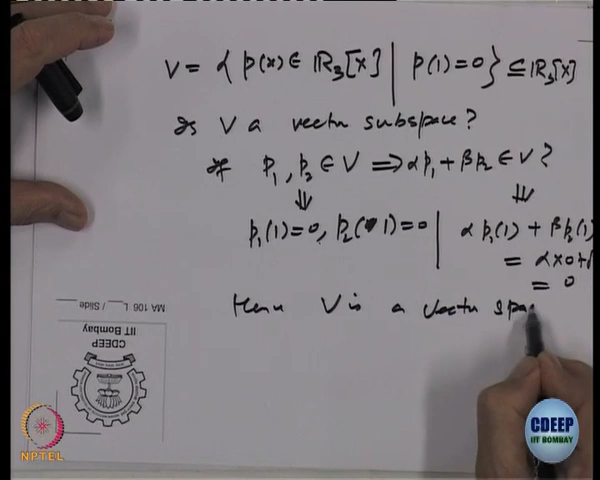 V = { p(x) ∈ ℝ₃[x] | p(1) = 0 } ⊆ ℝ₃[x]
Is V a vector subspace?
If p₁, p₂ ∈ V ⟹ αp₁ + βp₂ ∈ V?
⇓ ⇓
p₁(1) = 0, p₂(1) = 0 | αp₁(1) + βp₂(1)
= α×0+
= 0
Hence V is a vector spa
MA 106 L / Slide
CDEEP
IIT Bombay
NPTEL
CDEEP
IIT BOMBAY